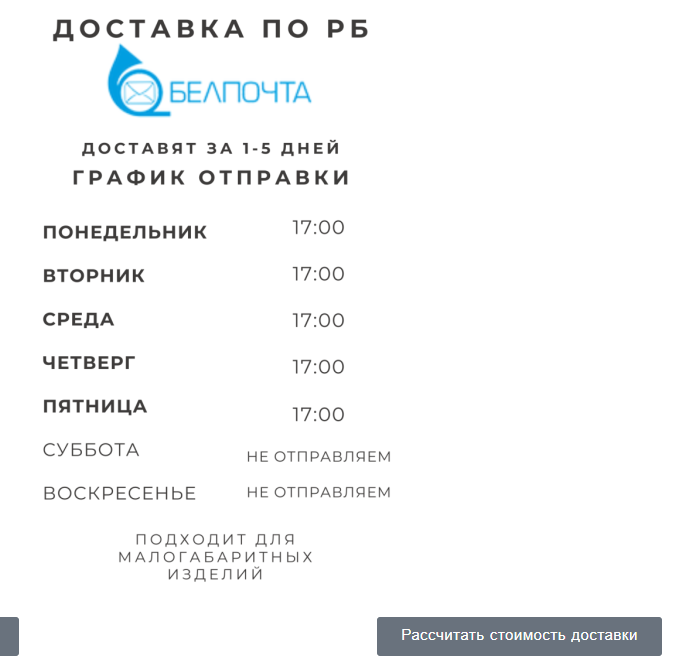 ДОСТАВКА ПО РБ
БЕЛПОЧТА
ДОСТАВЯТ ЗА 1-5 ДНЕЙ
ГРАФИК ОТПРАВКИ
ПОНЕДЕЛЬНИК 17:00
ВТОРНИК 17:00
СРЕДА 17:00
ЧЕТВЕРГ 17:00
ПЯТНИЦА 17:00
СУББОТА НЕ ОТПРАВЛЯЕМ
ВОСКРЕСЕНЬЕ НЕ ОТПРАВЛЯЕМ
ПОДХОДИТ ДЛЯ
МАЛОГАБАРИТНЫХ
ИЗДЕЛИЙ
Рассчитать стоимость доставки